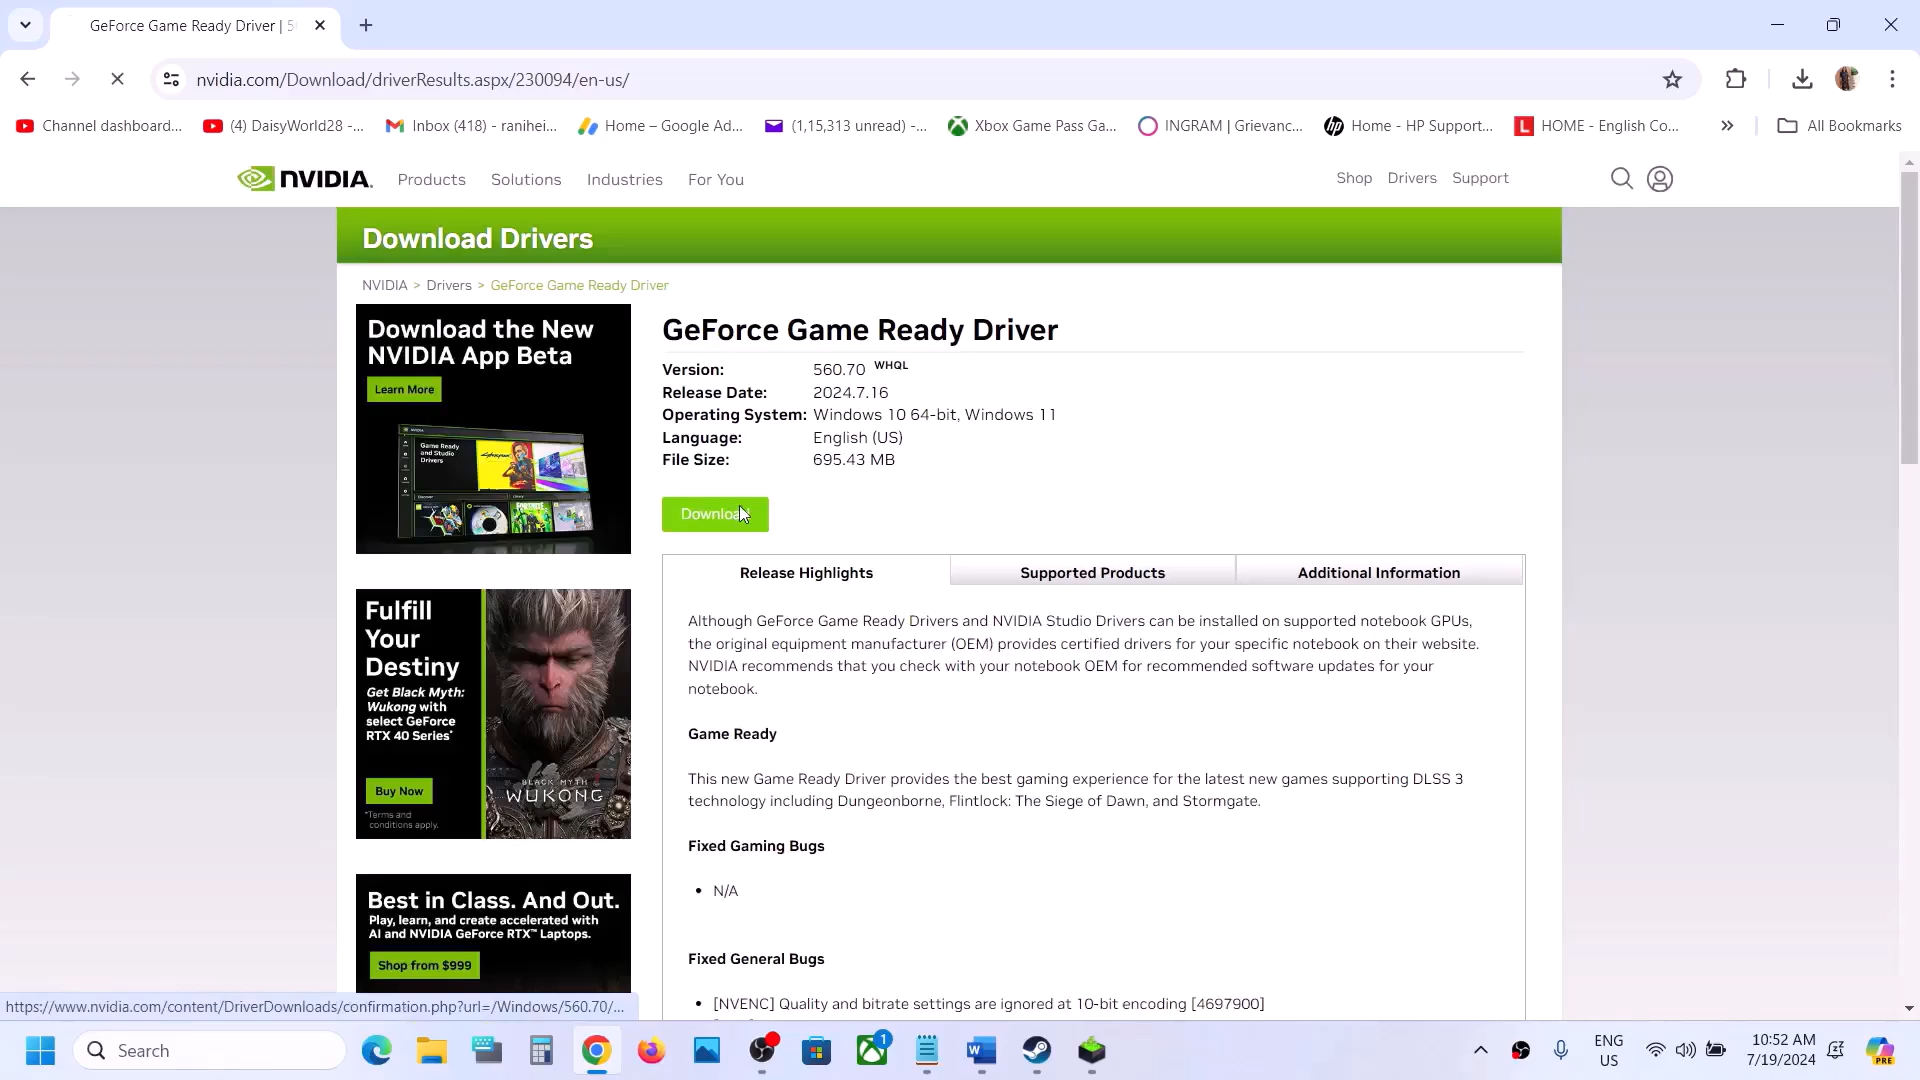 GeForce Game Ready Driver | 5
nvidia.com/Download/driverResults.aspx/230094/en-us/
Channel dashboard...
(4) DaisyWorld28 -...
Inbox (418) - ranihei...
Home – Google Ad...
(1,15,313 unread) -...
Xbox Game Pass Ga...
INGRAM | Grievanc...
Home - HP Support...
HOME - English Co...
»
All Bookmarks
NVIDIA.
Products
Solutions
Industries
For You
Shop
Drivers
Support
Download Drivers
NVIDIA > Drivers > GeForce Game Ready Driver
Download the New
NVIDIA App Beta
Learn More
Game Ready
and Studio
Drivers
GeForce Game Ready Driver
Version: 560.70 WHQL
Release Date: 2024.7.16
Operating System: Windows 10 64-bit, Windows 11
Language: English (US)
File Size: 695.43 MB
Download
Release Highlights
Supported Products
Additional Information
Although GeForce Game Ready Drivers and NVIDIA Studio Drivers can be installed on supported notebook GPUs,
the original equipment manufacturer (OEM) provides certified drivers for your specific notebook on their website.
NVIDIA recommends that you check with your notebook OEM for recommended software updates for your
notebook.
Game Ready
This new Game Ready Driver provides the best gaming experience for the latest new games supporting DLSS 3
technology including Dungeonborne, Flintlock: The Siege of Dawn, and Stormgate.
Fixed Gaming Bugs
• N/A
Fixed General Bugs
• [NVENC] Quality and bitrate settings are ignored at 10-bit encoding [4697900]
Fulfill
Your
Destiny
Get Black Myth:
Wukong with
select GeForce
RTX 40 Series*
Buy Now
*Terms and
conditions apply.
BLACK MYTH
WUKONG
Best in Class. And Out.
Play, learn, and create accelerated with
AI and NVIDIA GeForce RTX™ Laptops.
Shop from $999
https://www.nvidia.com/content/DriverDownloads/confirmation.php?url=/Windows/560.70/...
Search
1
ENG
US
10:52 AM
7/19/2024
PRE